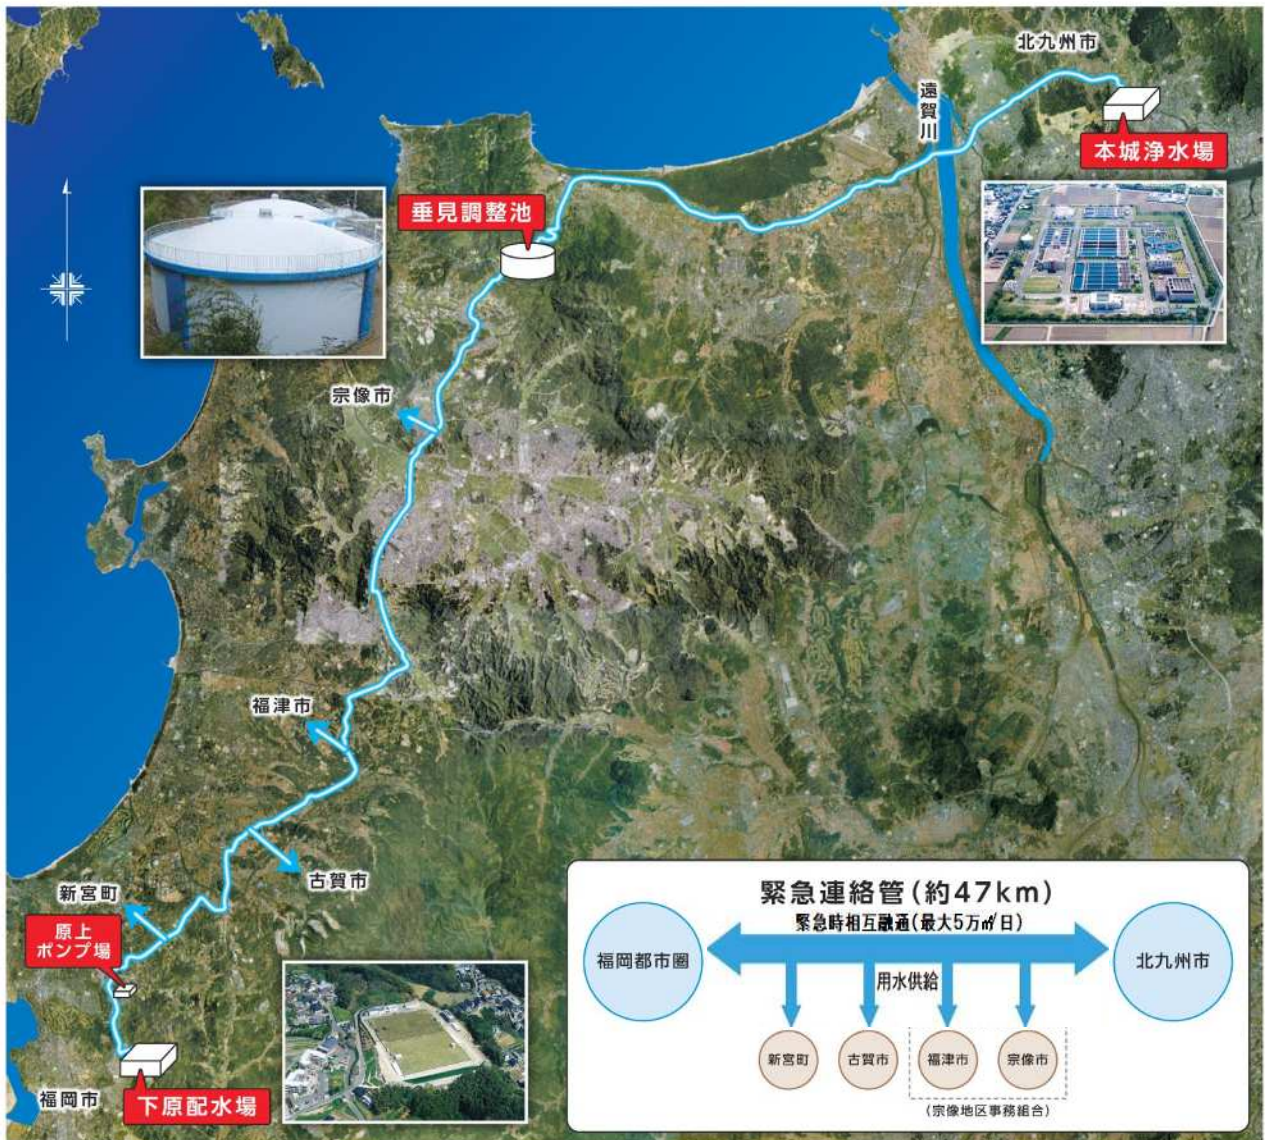 北九州市
遠賀川
本城浄水場
垂見調整池
宗像市
福津市
古賀市
新宮町
原上
ポンプ場
福岡市
下原配水場
緊急連絡管(約47km)
緊急時相互融通(最大5万㎥/日)
福岡都市圏
北九州市
用水供給
新宮町
古賀市
福津市
宗像市
(宗像地区事務組合)